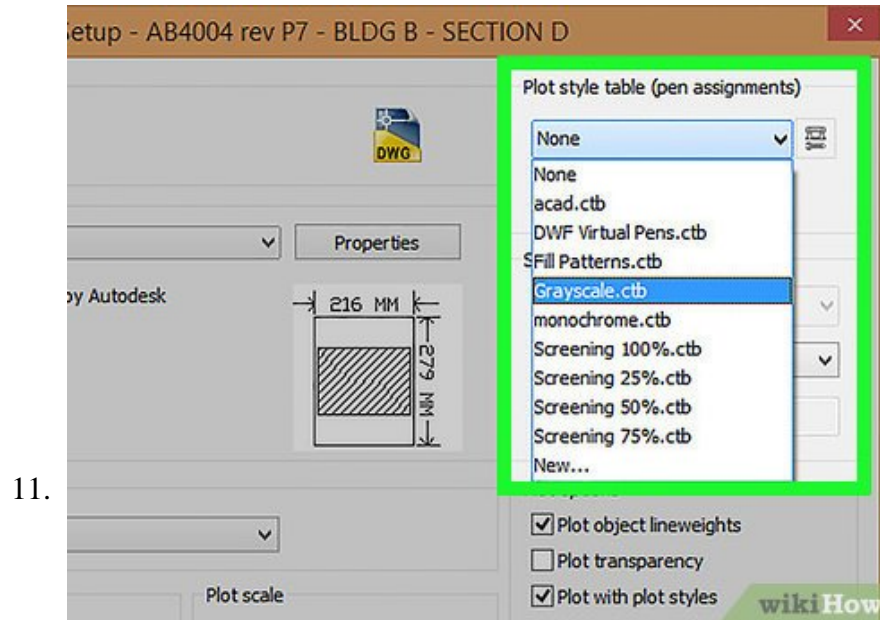 etup - AB4004 rev P7 - BLDG B - SECTION D
Plot style table (pen assignments)
None
DWG
None
acad.ctb
DWF Virtual Pens.ctb
Fill Patterns.ctb
Grayscale.ctb
monochrome.ctb
Screening 100%.ctb
Screening 25%.ctb
Screening 50%.ctb
Screening 75%.ctb
New...
Properties
by Autodesk
216 MM
279 MM
11.
Plot object lineweights
Plot transparency
Plot with plot styles
Plot scale
wikiHow